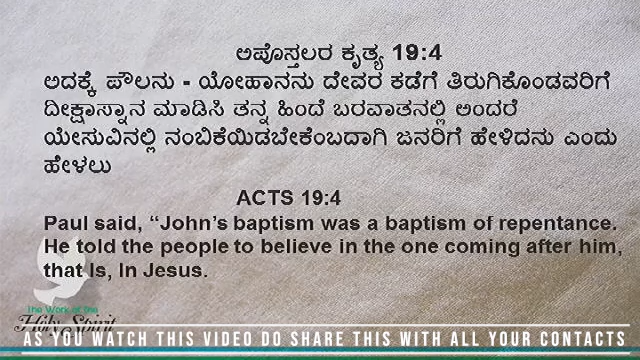 ಅಪೊಸ್ತಲರ ಕೃತ್ಯ 19:4
ಅದಕ್ಕೆ ಪೌಲನು - ಯೋಹಾನನು ದೇವರ ಕಡೆಗೆ ತಿರುಗಿಕೊಂಡವರಿಗೆ
ದೀಕ್ಷಾಸ್ನಾನ ಮಾಡಿಸಿ ತನ್ನ ಹಿಂದೆ ಬರವಾತನಲ್ಲಿ ಅಂದರೆ
ಯೇಸುವಿನಲ್ಲಿ ನಂಬಿಕೆಯಿಡಬೇಕೆಂಬದಾಗಿ ಜನರಿಗೆ ಹೇಳಿದನು ಎಂದು
ಹೇಳಲು
ACTS 19:4
Paul said, “John’s baptism was a baptism of repentance.
He told the people to believe in the one coming after him,
that Is, In Jesus.
The Work of the
Holy Spirit
AS YOU WATCH THIS VIDEO DO SHARE THIS WITH ALL YOUR CONTACTS